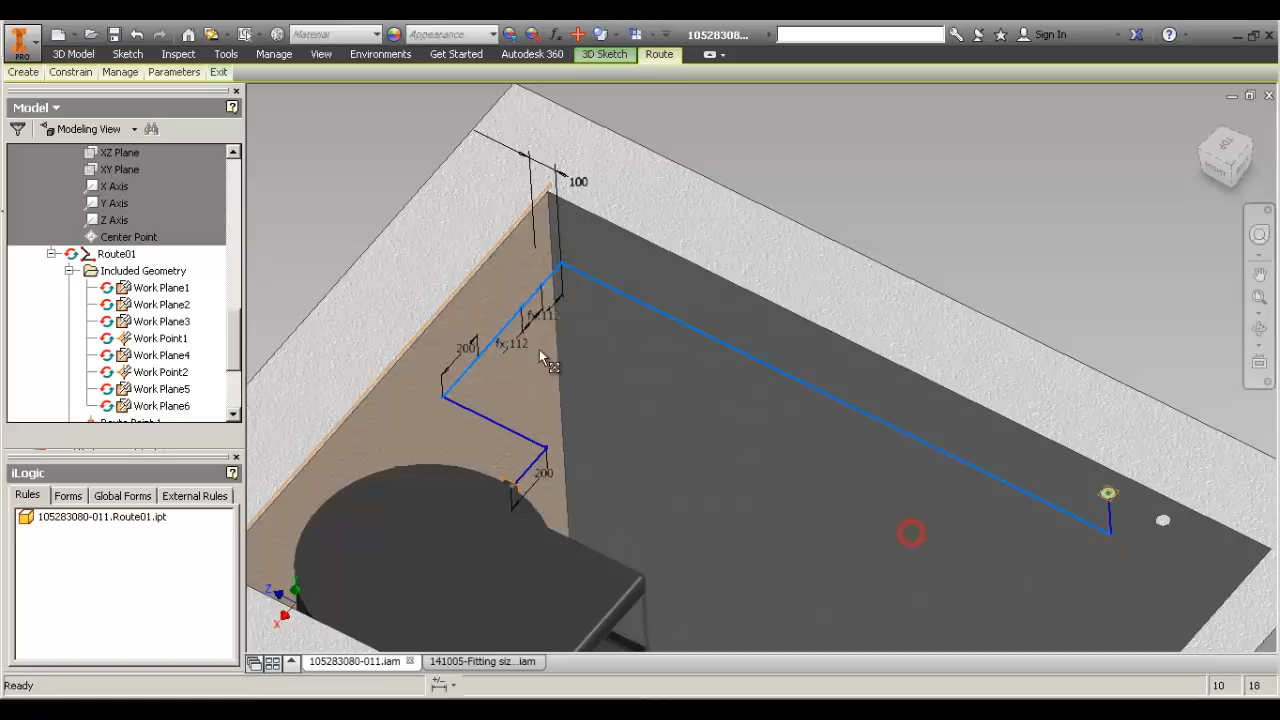 PRO
Material
Appearance
fx
10528308...
Sign In
3D Model
Sketch
Inspect
Tools
Manage
View
Environments
Get Started
Autodesk 360
3D Sketch
Route
Create
Constrain
Manage
Parameters
Exit
Model
Modeling View
XZ Plane
XY Plane
X Axis
Y Axis
Z Axis
Center Point
Route01
Included Geometry
Work Plane1
Work Plane2
Work Plane3
Work Point1
Work Plane4
Work Point2
Work Plane5
Work Plane6
iLogic
Rules
Forms
Global Forms
External Rules
105283080-011.Route01.ipt
100
fx:112
fx:112
200
200
Z
X
105283080-011.iam
141005-Fitting siz...iam
Ready
10
18